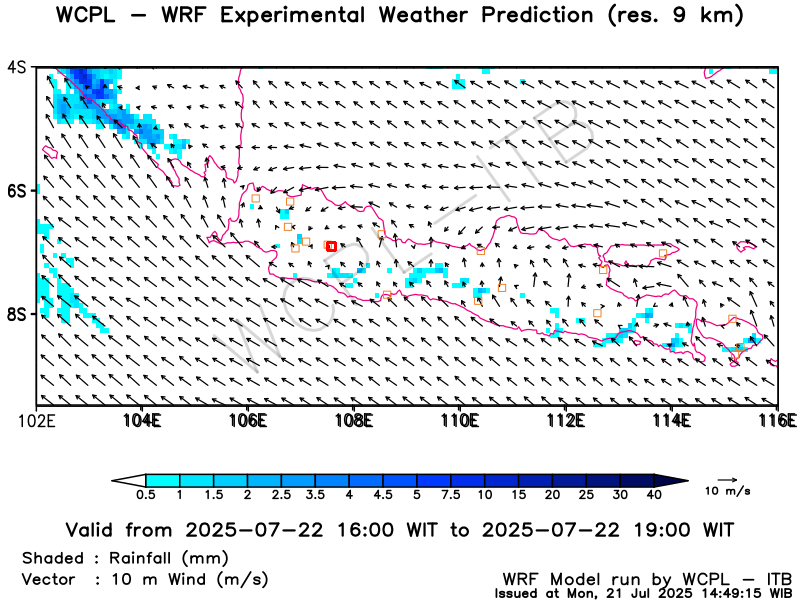 WCPL – WRF Experimental Weather Prediction (res. 9 km)
4S
6S
8S
102E 104E 106E 108E 110E 112E 114E 116E
WCPL-ITB
0.5 1 1.5 2 2.5 3.5 4 4.5 5 7.5 10 15 20 25 30 40
10 m/s
Valid from 2025-07-22 16:00 WIT to 2025-07-22 19:00 WIT
Shaded : Rainfall (mm)
Vector : 10 m Wind (m/s)
WRF Model run by WCPL – ITB
Issued at Mon, 21 Jul 2025 14:49:15 WIB